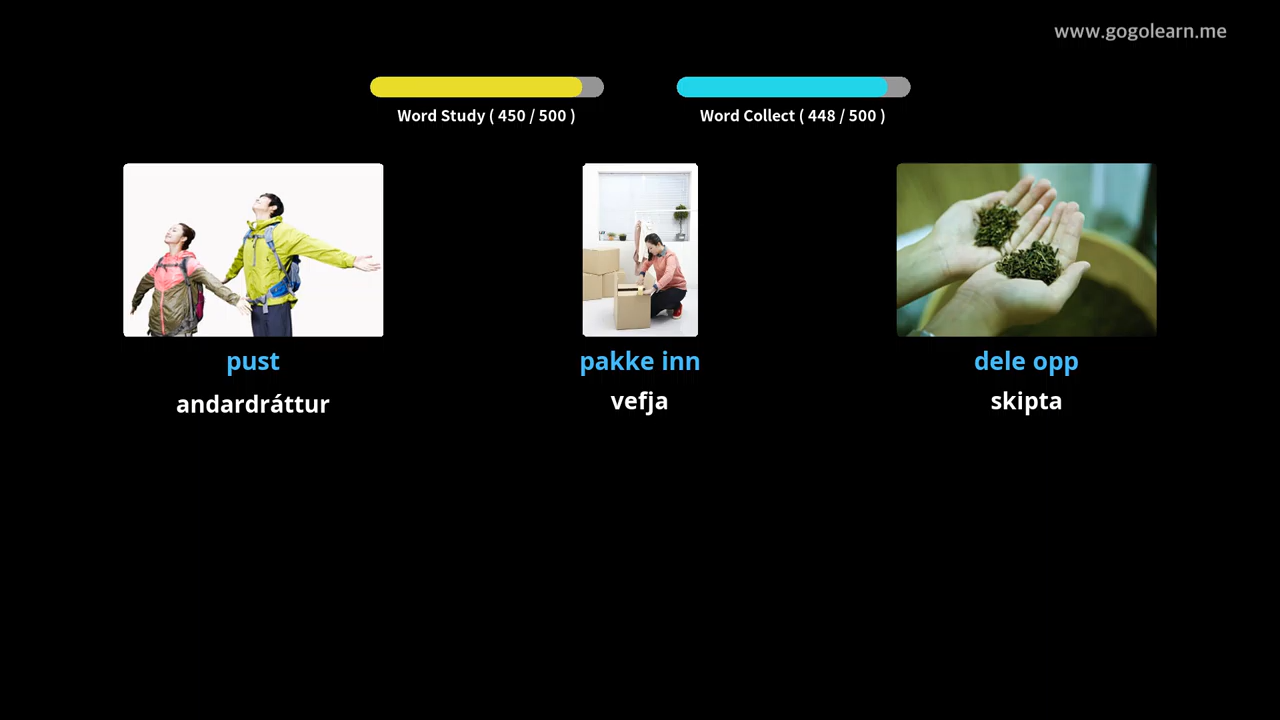 www.gogolearn.me
Word Study ( 450 / 500 )
Word Collect ( 448 / 500 )
pust
andardráttur
pakke inn
vefja
dele opp
skipta